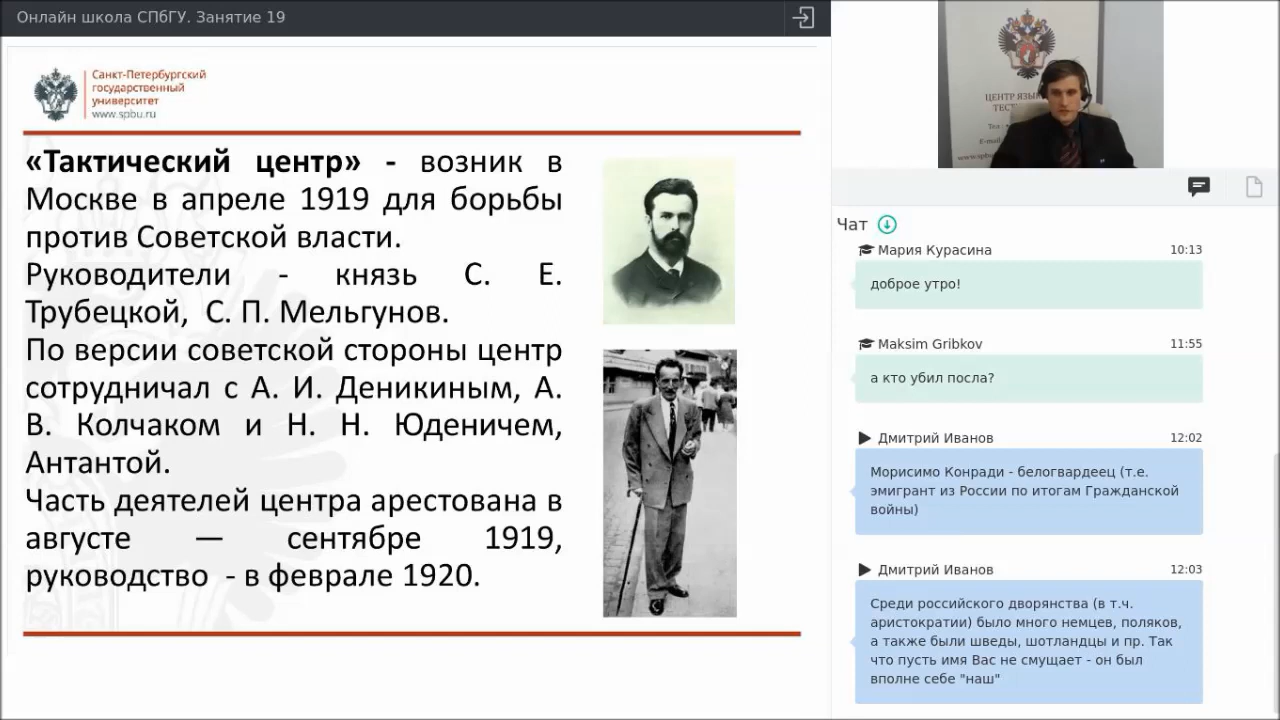 Онлайн школа СПбГУ. Занятие 19
Санкт-Петербургский
государственный
университет
www.spbu.ru
«Тактический центр» - возник в
Москве в апреле 1919 для борьбы
против Советской власти.
Руководители - князь С. Е.
Трубецкой, С. П. Мельгунов.
По версии советской стороны центр
сотрудничал с А. И. Деникиным, А.
В. Колчаком и Н. Н. Юденичем,
Антантой.
Часть деятелей центра арестована в
августе — сентябре 1919,
руководство - в феврале 1920.
ЦЕНТР
Чат
Мария Курасина 10:13
доброе утро!
Maksim Gribkov 11:55
а кто убил посла?
Дмитрий Иванов 12:02
Морисимо Конради - белогвардеец (т.е.
эмигрант из России по итогам Гражданской
войны)
Дмитрий Иванов 12:03
Среди российского дворянства (в т.ч.
аристократии) было много немцев, поляков,
а также были шведы, шотландцы и пр. Так
что пусть имя Вас не смущает - он был
вполне себе "наш"